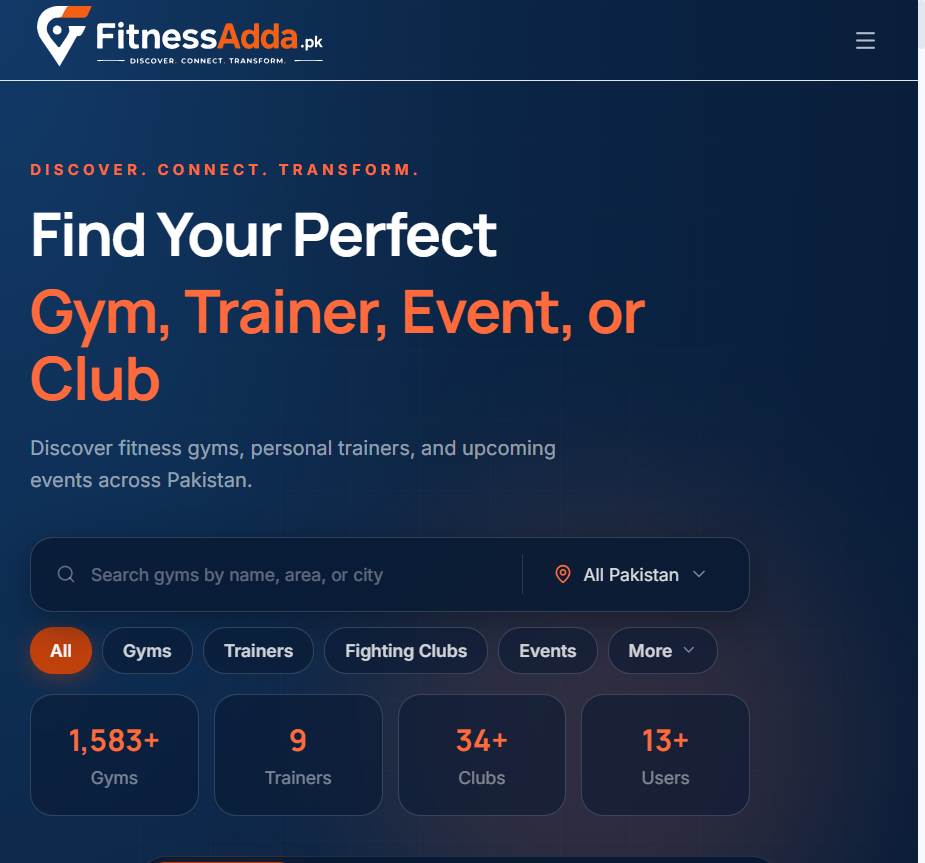 FitnessAdda.pk
DISCOVER. CONNECT. TRANSFORM.
DISCOVER. CONNECT. TRANSFORM.
Find Your Perfect
Gym, Trainer, Event, or
Club
Discover fitness gyms, personal trainers, and upcoming
events across Pakistan.
Search gyms by name, area, or city
All Pakistan
All
Gyms
Trainers
Fighting Clubs
Events
More
1,583+
Gyms
9
Trainers
34+
Clubs
13+
Users